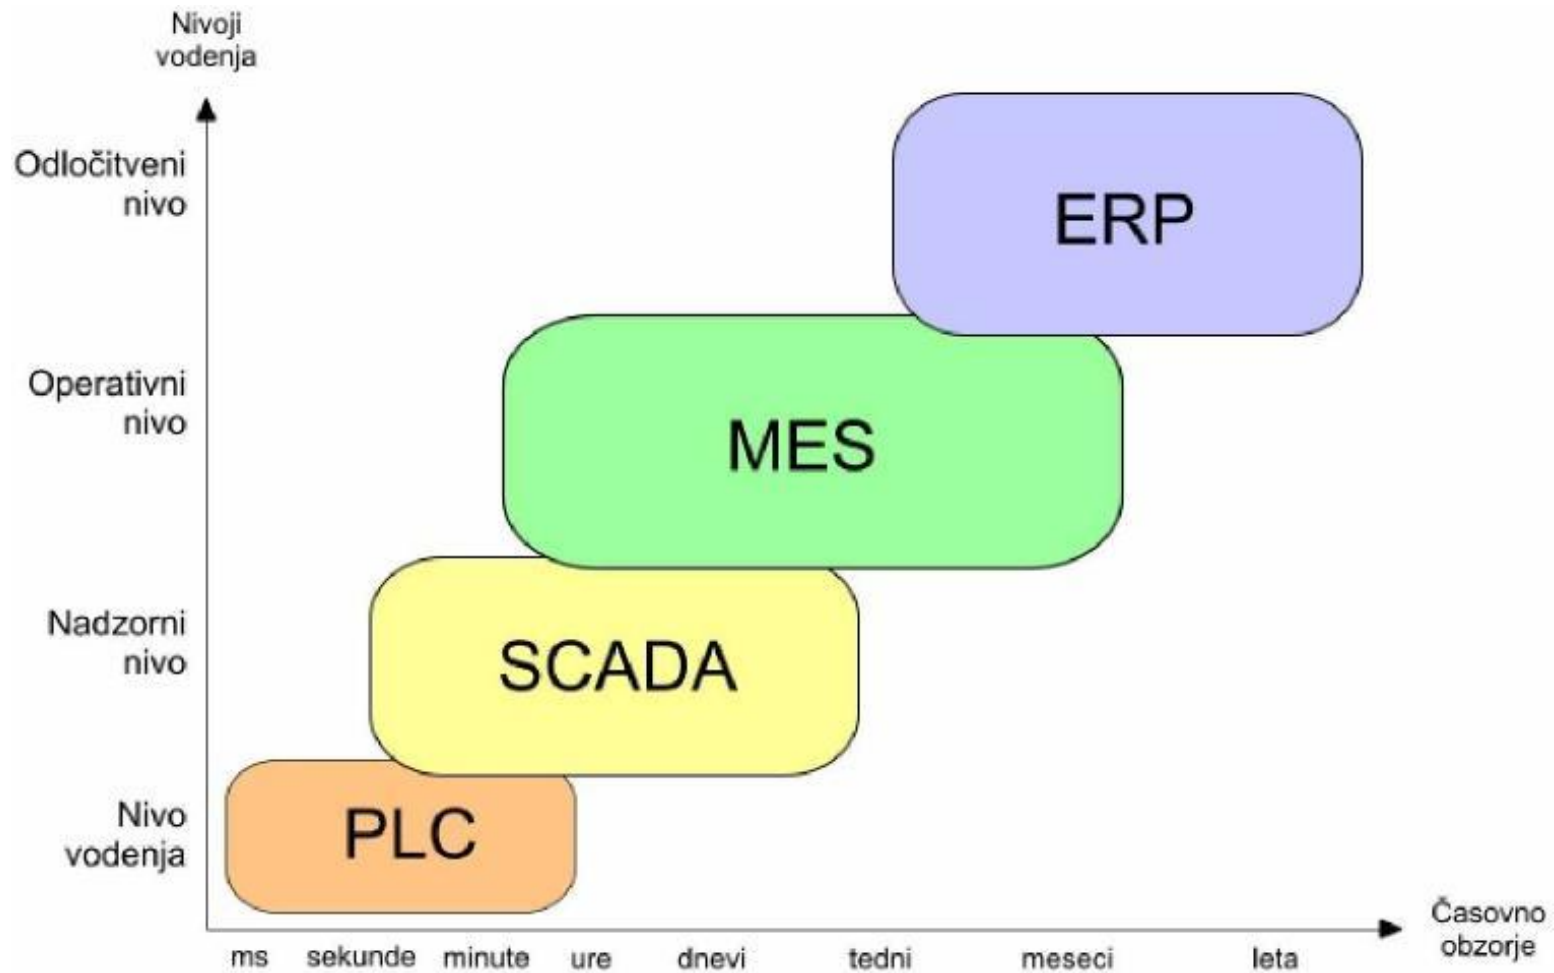 Nivoji
vodenja
Odločitveni
nivo
ERP
Operativni
nivo
MES
Nadzorni
nivo
SCADA
Nivo
vodenja
PLC
ms sekunde minute ure dnevi tedni meseci leta
Časovno
obzorje